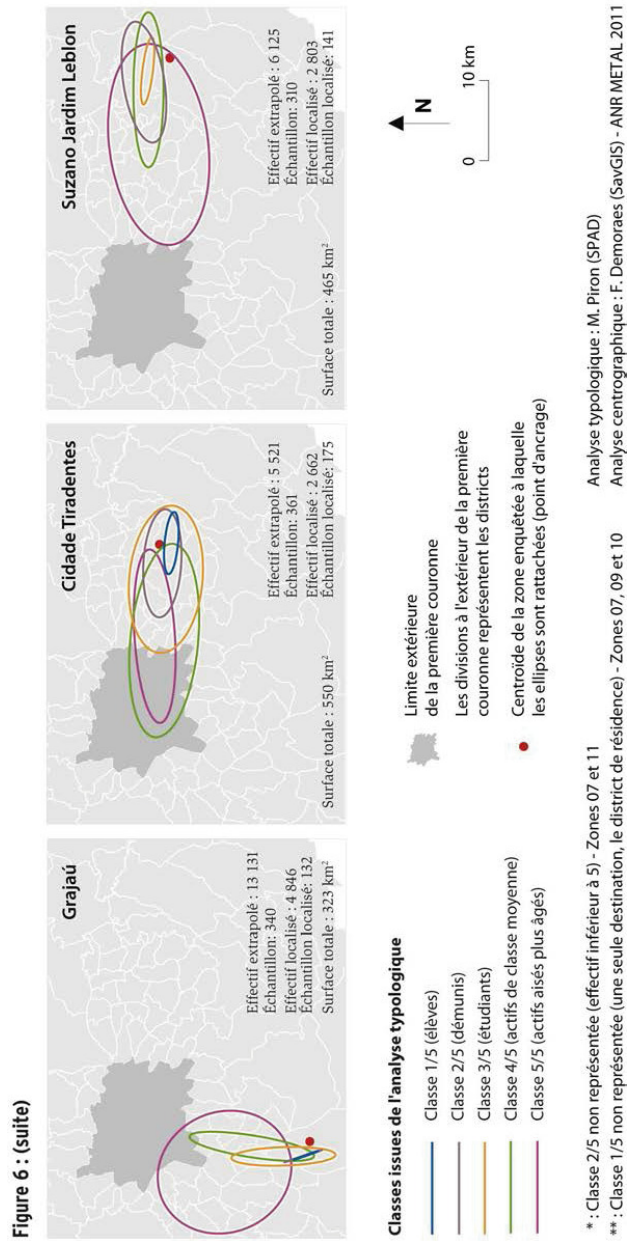 Figure 6 : (suite)
Grajaú
Effectif extrapolé : 13 131
Échantillon: 340
Effectif localisé : 4 846
Échantillon localisé: 132
Surface totale : 323 km²
Cidade Tiradentes
Effectif extrapolé : 5 521
Échantillon: 361
Effectif localisé : 2 662
Échantillon localisé: 175
Surface totale : 550 km²
Suzano Jardim Leblon
Effectif extrapolé : 6 125
Échantillon: 310
Effectif localisé : 2 803
Échantillon localisé: 141
Surface totale : 465 km²
Classes issues de l'analyse typologique
Classe 1/5 (élèves)
Classe 2/5 (démunis)
Classe 3/5 (étudiants)
Classe 4/5 (actifs de classe moyenne)
Classe 5/5 (actifs aisés plus âgés)
Limite extérieure
de la première couronne
Les divisions à l'extérieur de la première
couronne représentent les districts
Centroïde de la zone enquêtée à laquelle
les ellipses sont rattachées (point d'ancrage)
N
0
10 km
* : Classe 2/5 non représentée (effectif inférieur à 5) - Zones 07 et 11
** : Classe 1/5 non représentée (une seule destination, le district de résidence) - Zones 07, 09 et 10
Analyse typologique : M. Piron (SPAD)
Analyse centrographique : F. Demoraes (SavGIS) - ANR METAL 2011